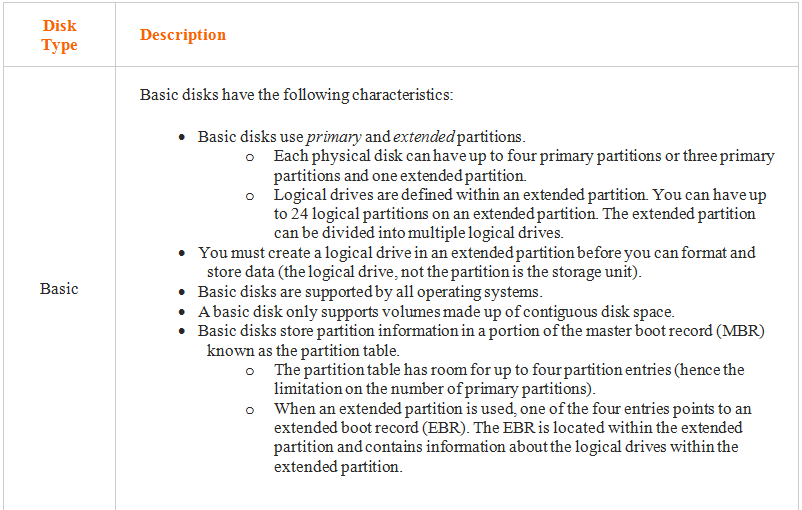 Disk
Type
Description
Basic
Basic disks have the following characteristics:
• Basic disks use primary and extended partitions.
o Each physical disk can have up to four primary partitions or three primary
partitions and one extended partition.
o Logical drives are defined within an extended partition. You can have up
to 24 logical partitions on an extended partition. The extended partition
can be divided into multiple logical drives.
• You must create a logical drive in an extended partition before you can format and
store data (the logical drive, not the partition is the storage unit).
• Basic disks are supported by all operating systems.
• A basic disk only supports volumes made up of contiguous disk space.
• Basic disks store partition information in a portion of the master boot record (MBR)
known as the partition table.
o The partition table has room for up to four partition entries (hence the
limitation on the number of primary partitions).
o When an extended partition is used, one of the four entries points to an
extended boot record (EBR). The EBR is located within the extended
partition and contains information about the logical drives within the
extended partition.